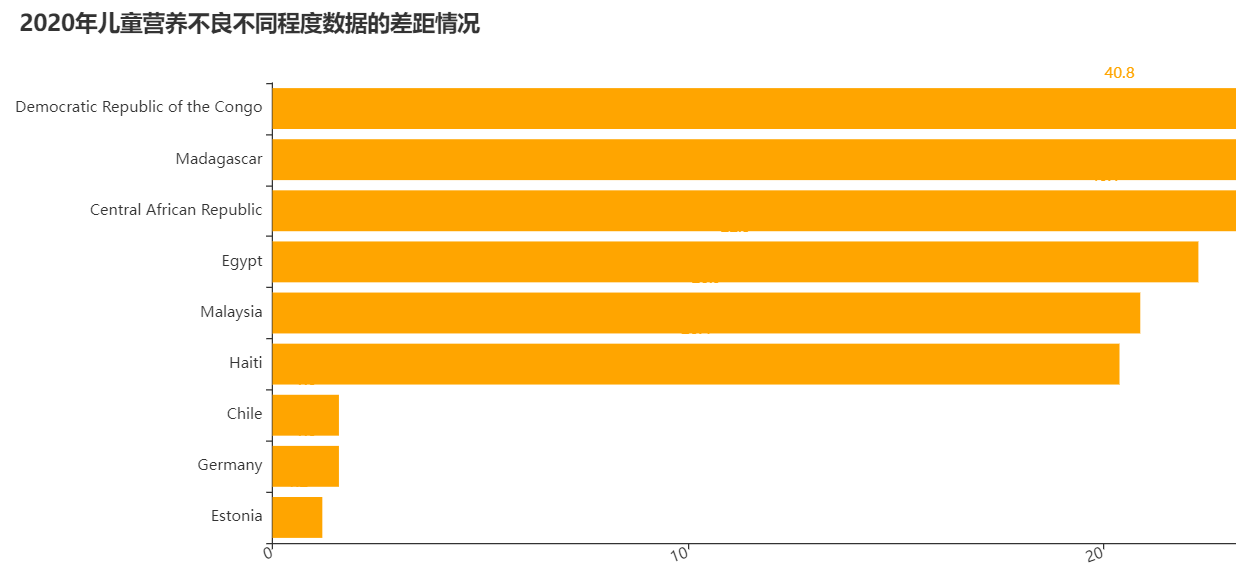 2020年儿童营养不良不同程度数据的差距情况
40.8
Democratic Republic of the Congo
Madagascar
Central African Republic
Egypt
Malaysia
Haiti
Chile
Germany
Estonia
0 10 20